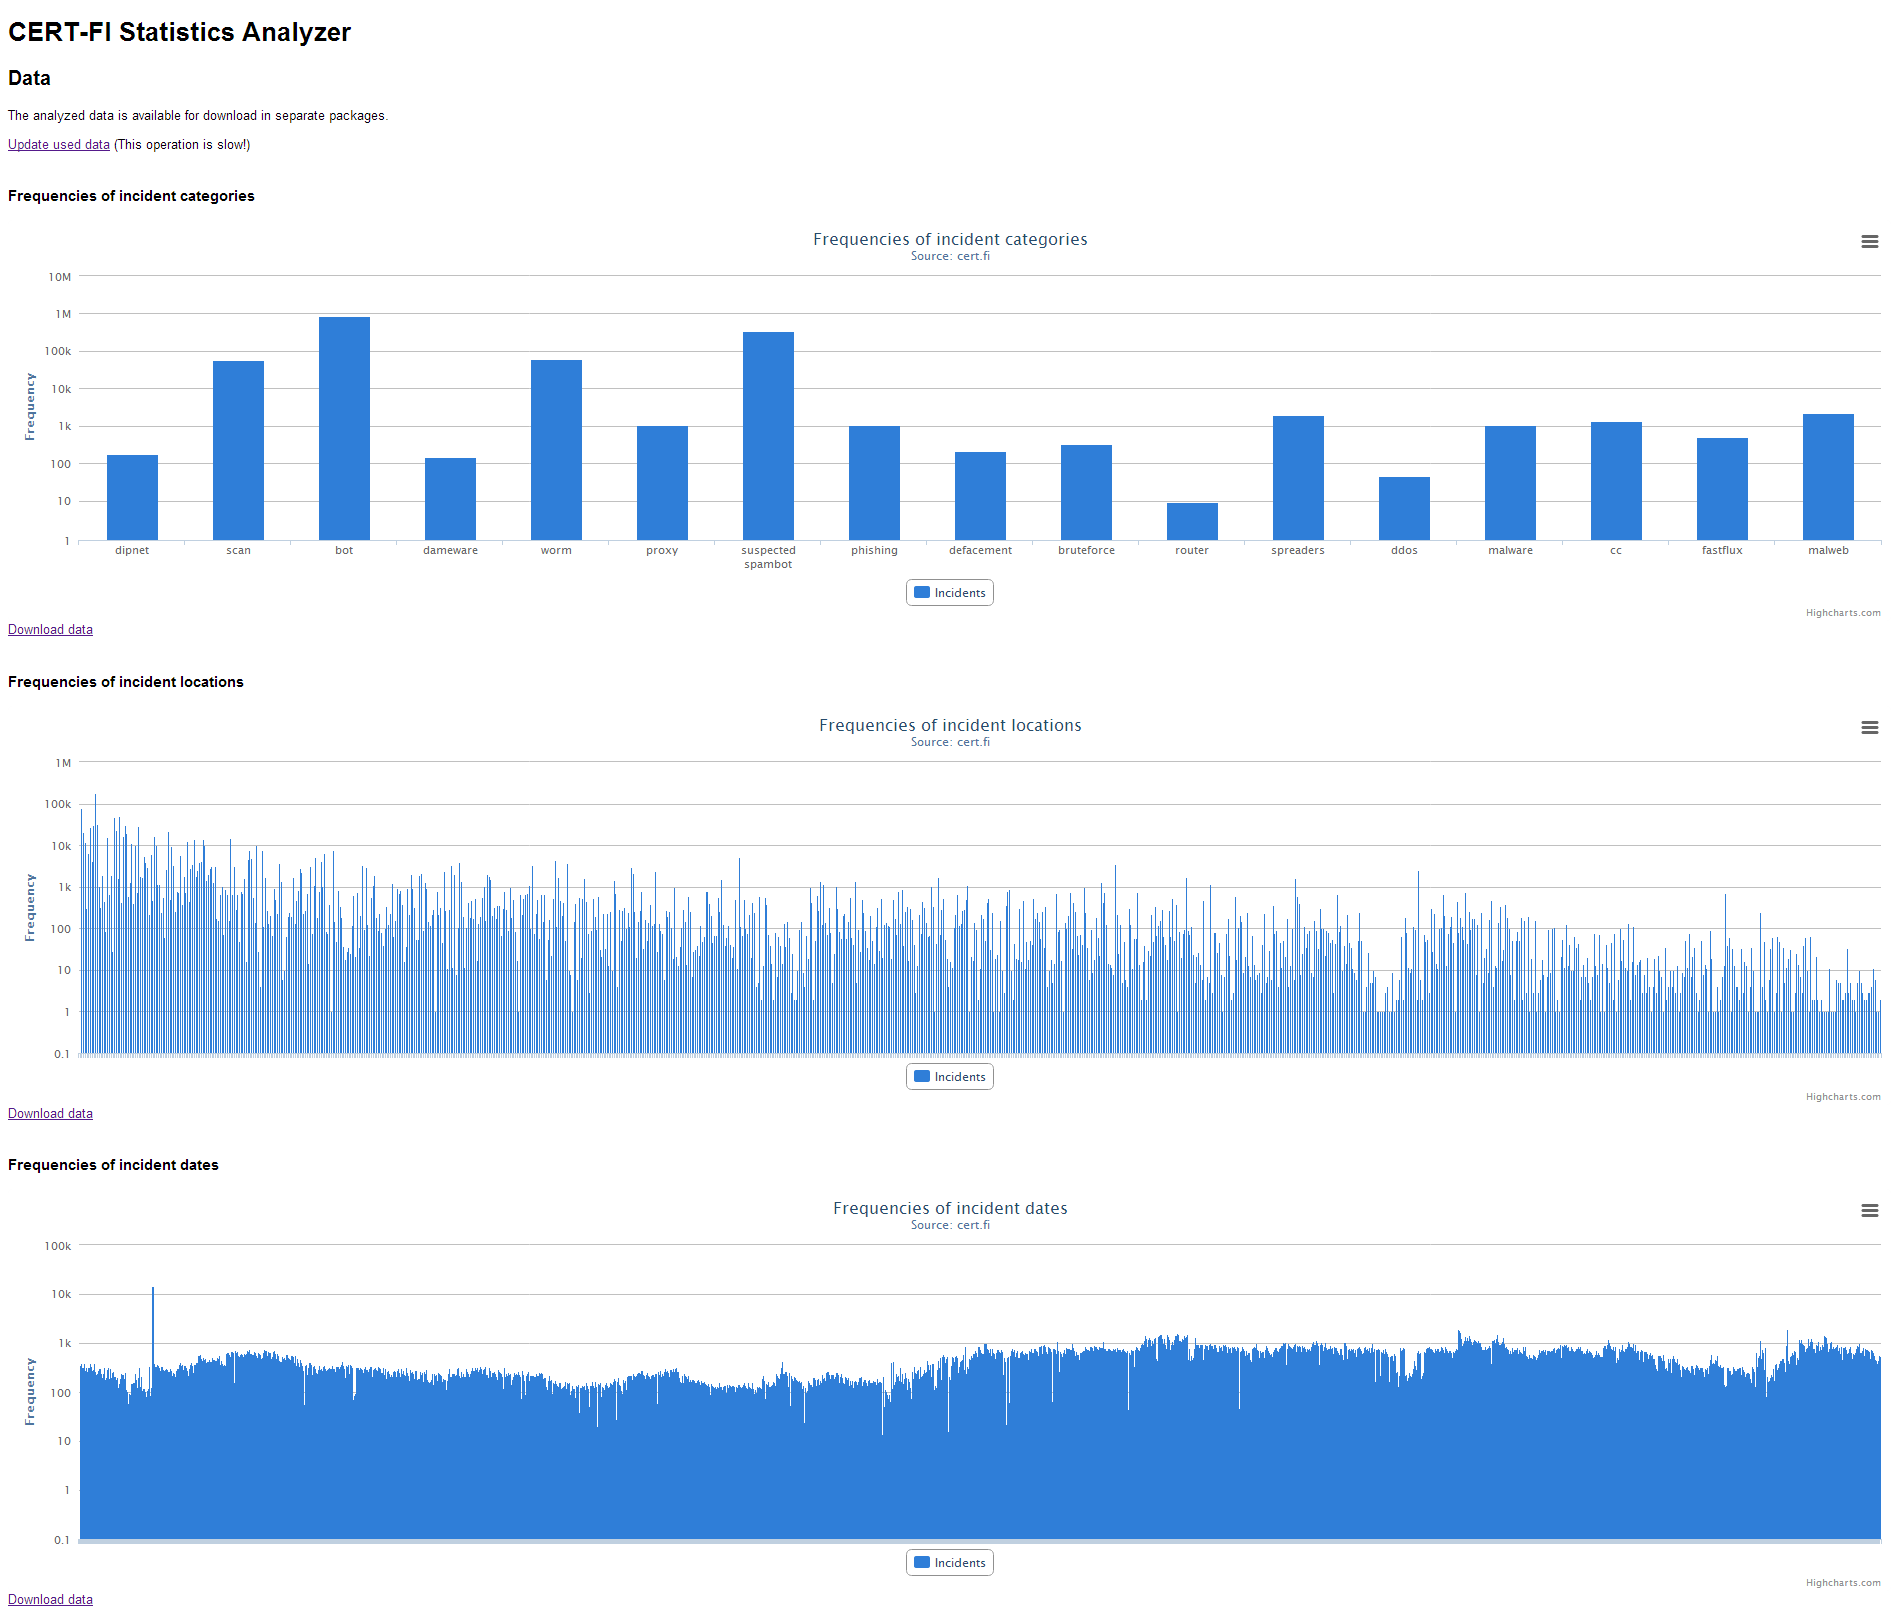 CERT-FI Statistics Analyzer
Data
The analyzed data is available for download in separate packages.
Update used data (This operation is slow!)
Frequencies of incident categories
Frequencies of incident categories
Source: cert.fi
10M
1M
100k
10k
1k
100
10
1
Frequency
dipnet scan bot dameware worm proxy suspected spambot phishing defacement bruteforce router spreaders ddos malware cc fastflux malweb
Incidents
Highcharts.com
Download data
Frequencies of incident locations
Frequencies of incident locations
Source: cert.fi
1M
100k
10k
1k
100
10
1
0.1
Frequency
Incidents
Highcharts.com
Download data
Frequencies of incident dates
Frequencies of incident dates
Source: cert.fi
100k
10k
1k
100
10
1
0.1
Frequency
Incidents
Highcharts.com
Download data